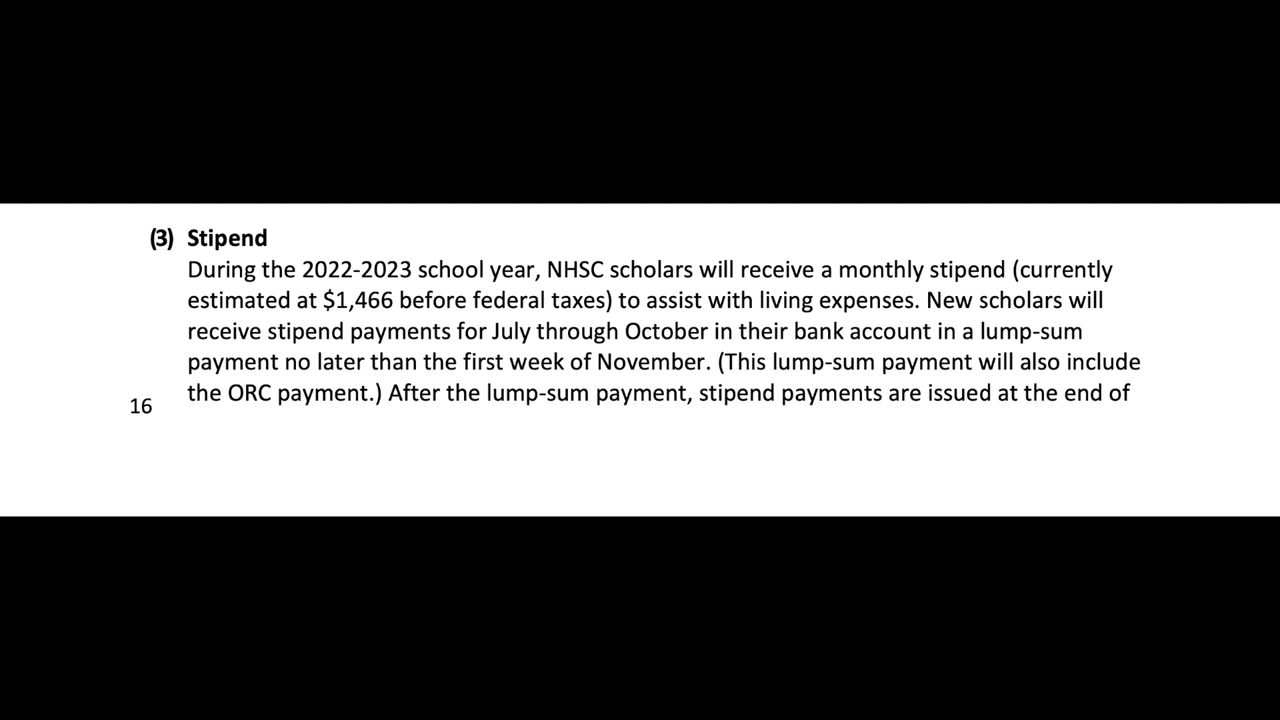 (3) Stipend
During the 2022-2023 school year, NHSC scholars will receive a monthly stipend (currently
estimated at $1,466 before federal taxes) to assist with living expenses. New scholars will
receive stipend payments for July through October in their bank account in a lump-sum
payment no later than the first week of November. (This lump-sum payment will also include
the ORC payment.) After the lump-sum payment, stipend payments are issued at the end of
16